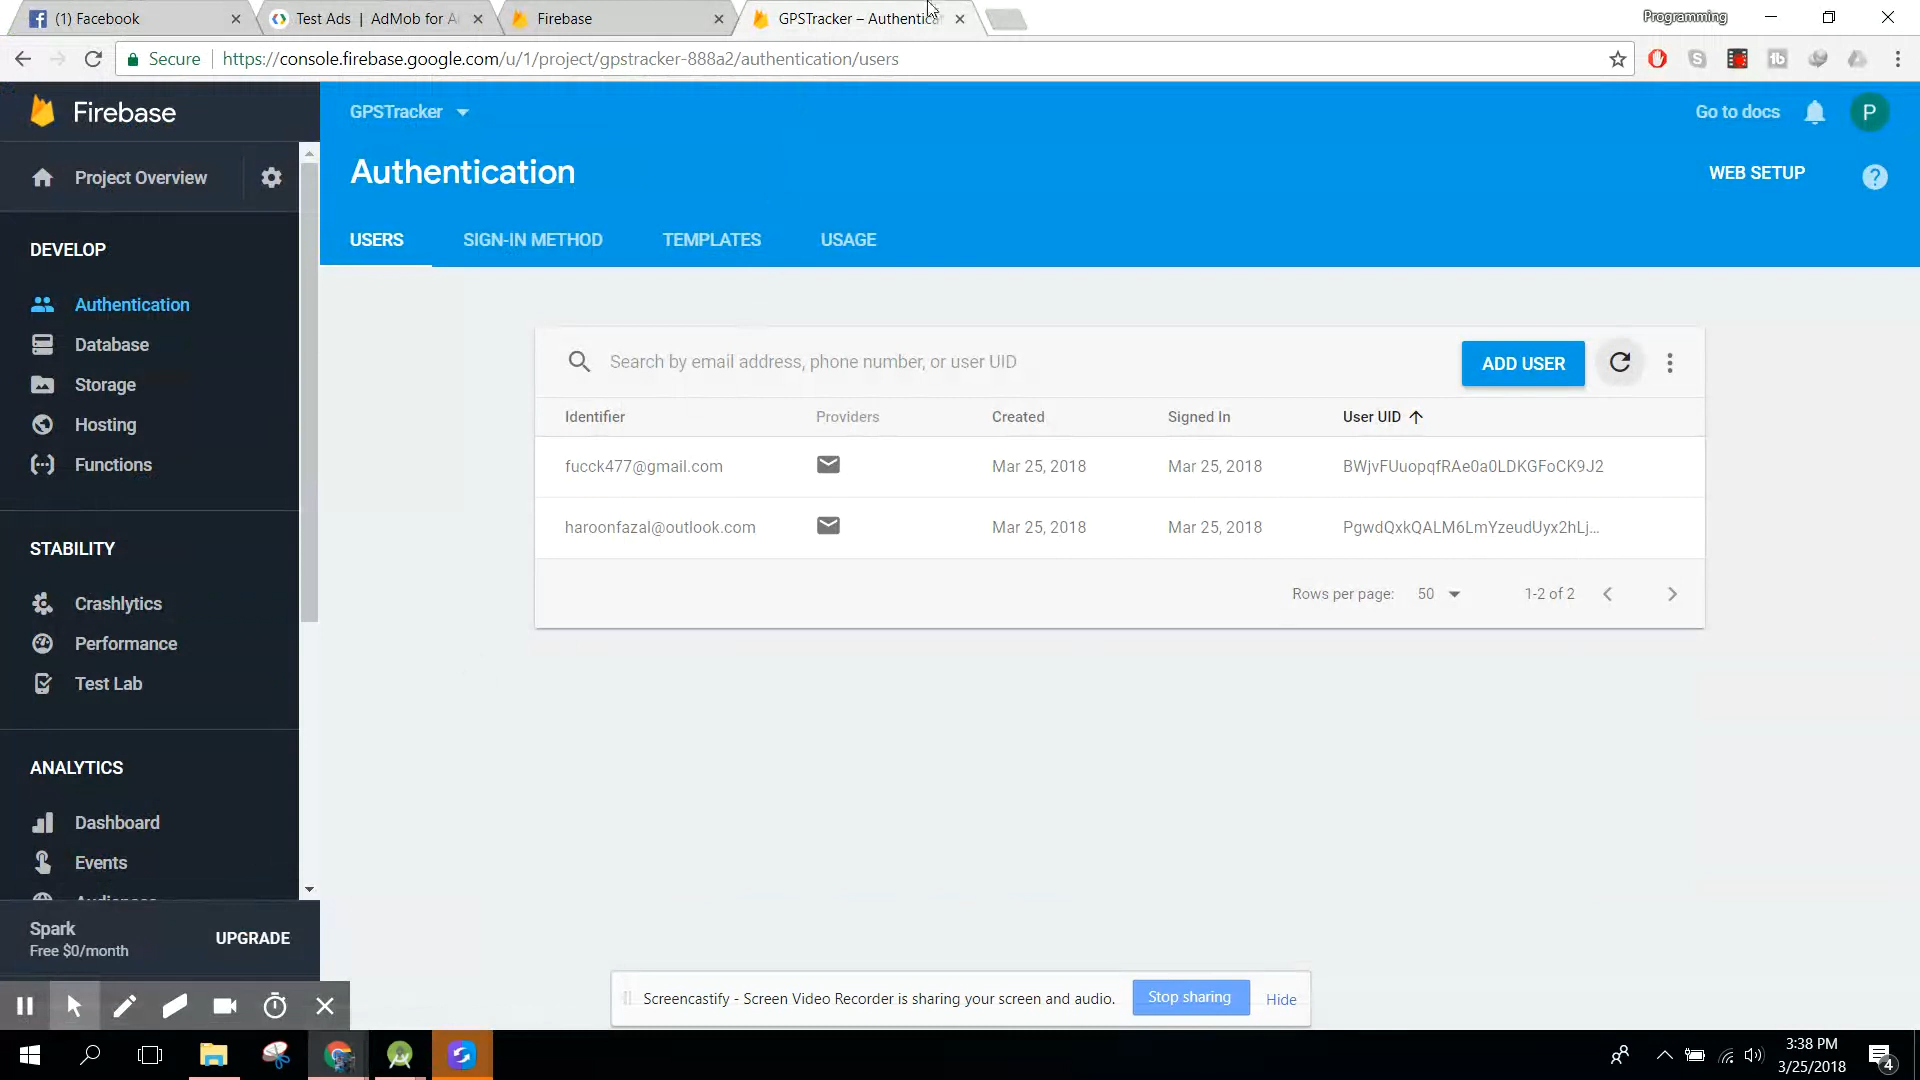 (1) Facebook
Test Ads | AdMob for A
Firebase
GPSTracker – Authentica
Programming
Secure
https://console.firebase.google.com/u/1/project/gpstracker-888a2/authentication/users
Firebase
GPSTracker
Go to docs
P
Project Overview
Authentication
WEB SETUP
?
USERS
SIGN-IN METHOD
TEMPLATES
USAGE
DEVELOP
Authentication
Database
Storage
Hosting
Functions
STABILITY
Crashlytics
Performance
Test Lab
ANALYTICS
Dashboard
Events
Audiences
Spark
Free $0/month
UPGRADE
Search by email address, phone number, or user UID
ADD USER
Identifier Providers Created Signed In User UID
fucck477@gmail.com Mar 25, 2018 Mar 25, 2018 BWjvFUuopqfRAe0a0LDKGFoCK9J2
haroonfazal@outlook.com Mar 25, 2018 Mar 25, 2018 PgwdQxkQALM6LmYzeudUyx2hLj...
Rows per page: 50 1-2 of 2
Screencastify - Screen Video Recorder is sharing your screen and audio. Stop sharing Hide
3:38 PM
3/25/2018
4